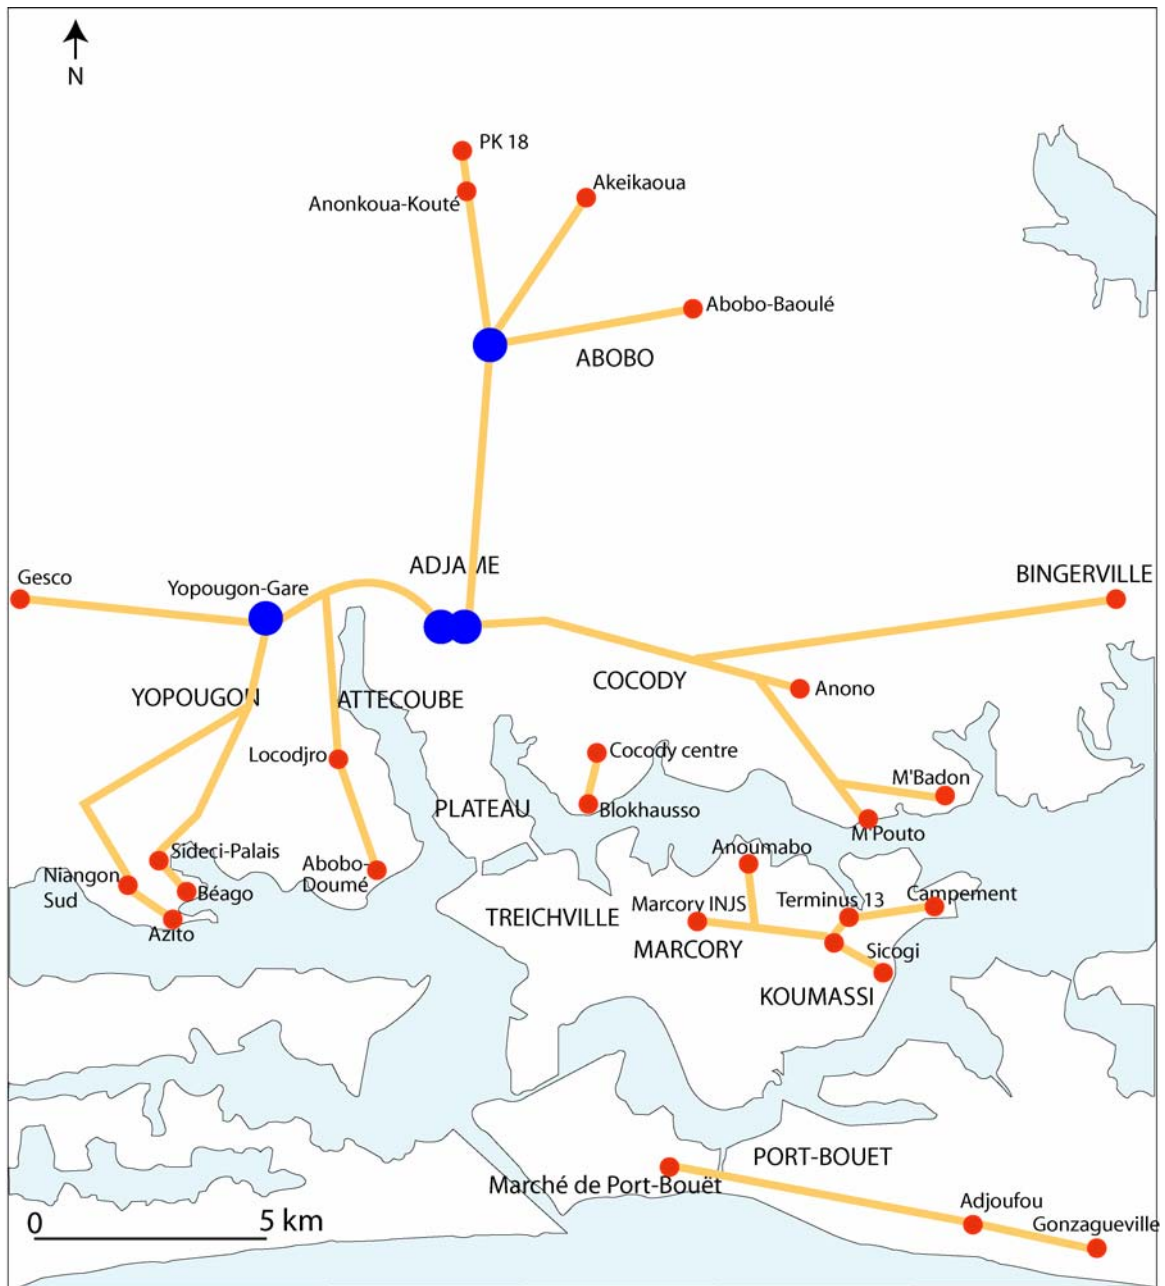 N
PK 18
Akeikaoua
Anonkoua-Kouté
Abobo-Baoulé
ABOBO
ADJAME
Gesco
Yopougon-Gare
BINGERVILLE
COCODY
Anono
YOPOUGON
ATTECOUBE
Locodjro
Cocody centre
M'Badon
PLATEAU
Blokhausso
M'Pouto
Anoumabo
Sideci-Palais
Abobo-
Doumé
Niangon
Sud
Béago
Azito
Marcory INJS
Terminus 13
Campement
TREICHVILLE
MARCORY
Sicogi
KOUMASSI
PORT-BOUET
Marché de Port-Bouët
Adjoufou
Gonzagueville
0
5 km